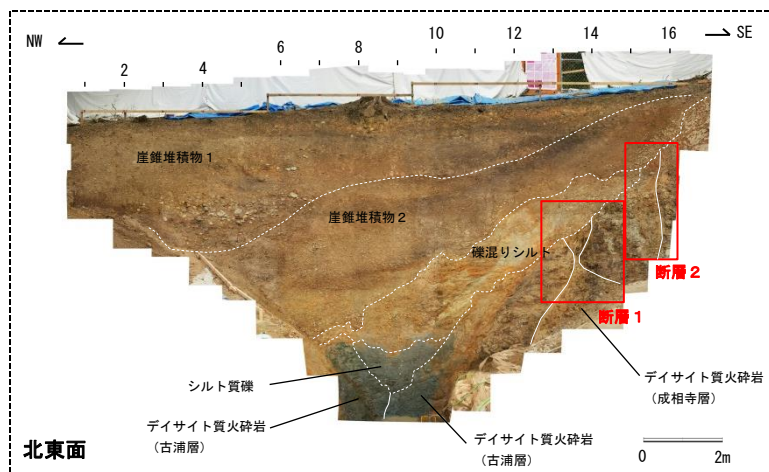 NW
2 4 6 8 10 12 14 16
SE
崖錐堆積物1
崖錐堆積物2
礫混りシルト
断層2
断層1
シルト質礫
デイサイト質火砕岩
(成相寺層)
デイサイト質火砕岩
(古浦層)
デイサイト質火砕岩
(古浦層)
北東面
0 2m